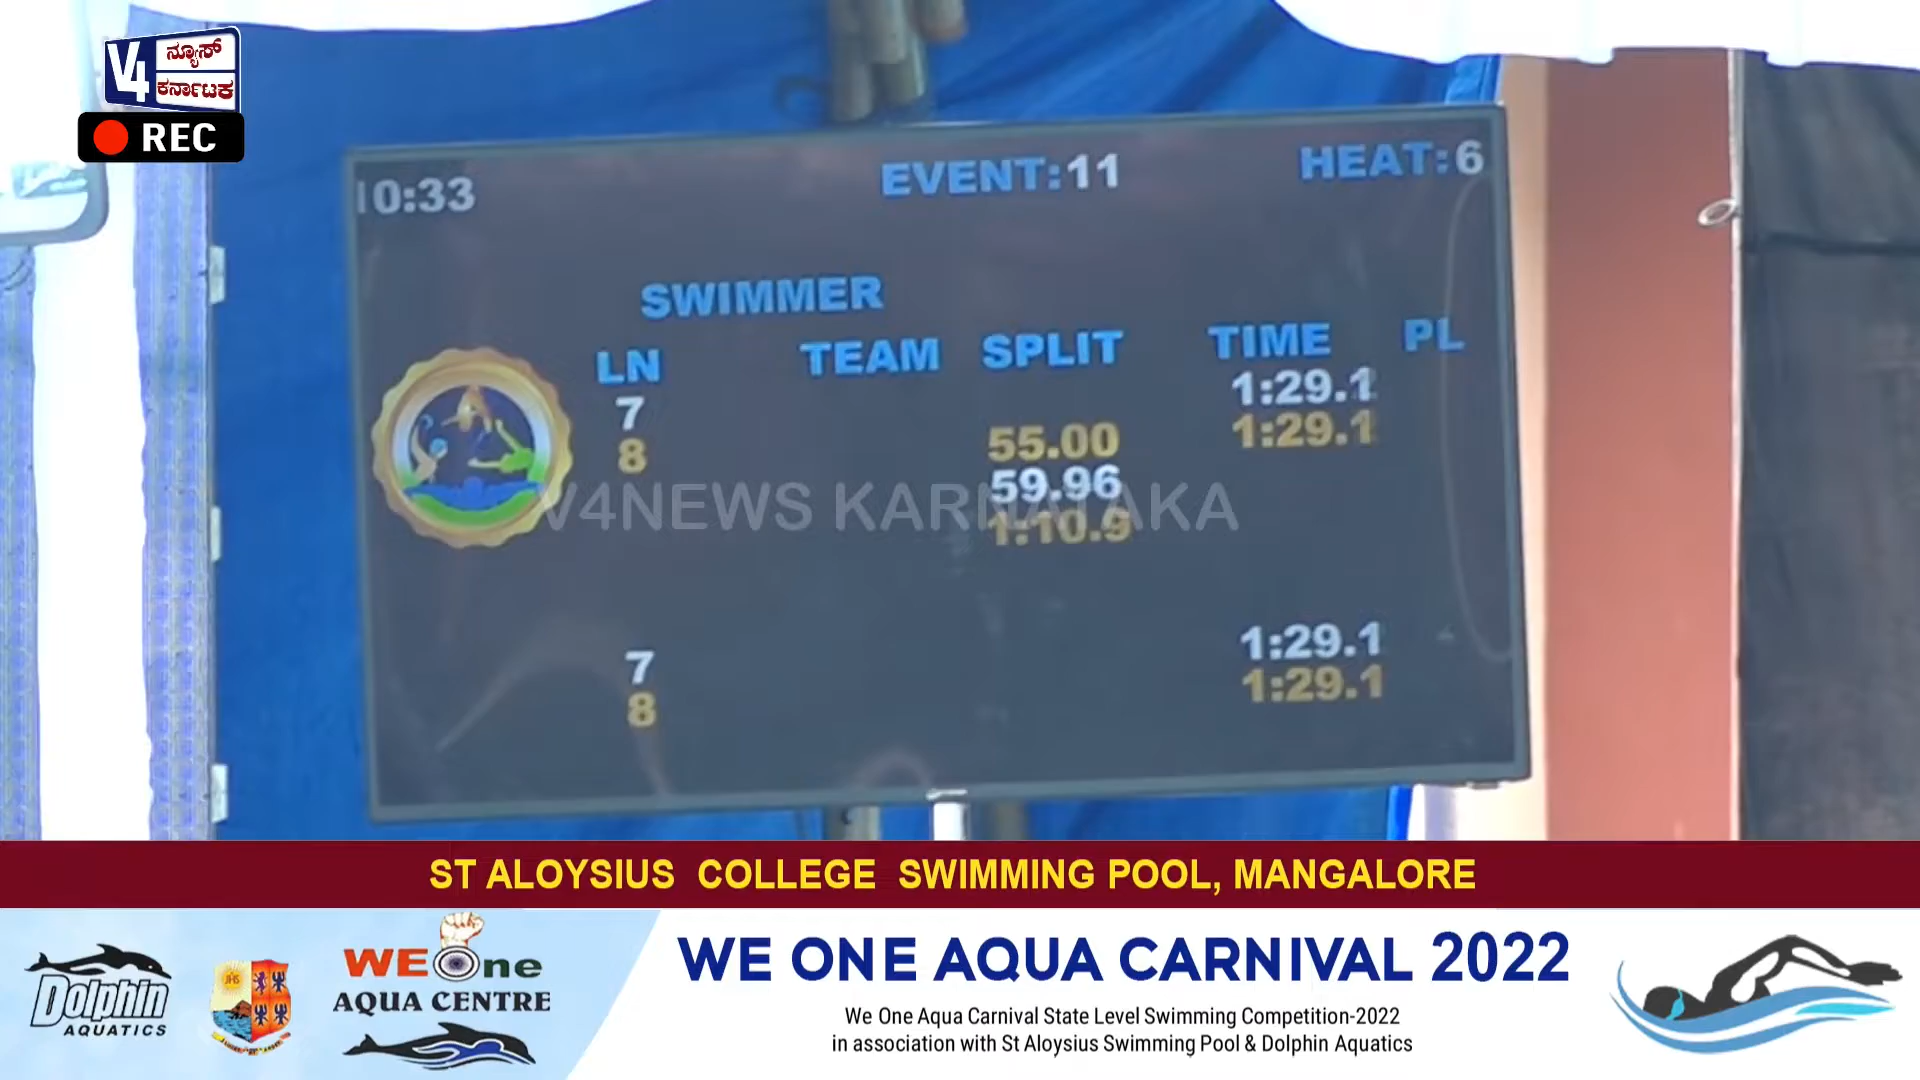 V4 ನ್ಯೂಸ್
ಕರ್ನಾಟಕ
REC
10:33 EVENT:11 HEAT:6
SWIMMER
LN TEAM SPLIT TIME PL
7 1:29.1
8 55.00 1:29.1
59.96
V4NEWS KARNATAKA
1:10.9
7 1:29.1
8 1:29.1
ST ALOYSIUS COLLEGE SWIMMING POOL, MANGALORE
Dolphin
AQUATICS
JHS
WE One
AQUA CENTRE
WE ONE AQUA CARNIVAL 2022
We One Aqua Carnival State Level Swimming Competition-2022
in association with St Aloysius Swimming Pool & Dolphin Aquatics